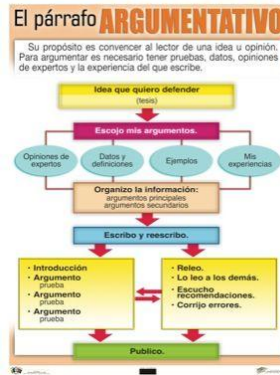 El párrafo ARGUMENTATIVO
Su propósito es convencer al lector de una idea u opinión.
Para argumentar es necesario tener pruebas, datos, opiniones
de expertos y la experiencia del que escribe.
Idea que quiero defender
(tesis)
Escojo mis argumentos.
Opiniones de
expertos
Datos y
definiciones
Ejemplos
Mis
experiencias
Organizo la información:
argumentos principales
argumentos secundarios
Escribo y reescribo.
• Introducción
• Argumento
prueba
• Argumento
prueba
• Argumento
prueba
• Releo.
• Lo leo a los demás.
• Escucho
recomendaciones.
• Corrijo errores.
Publico.